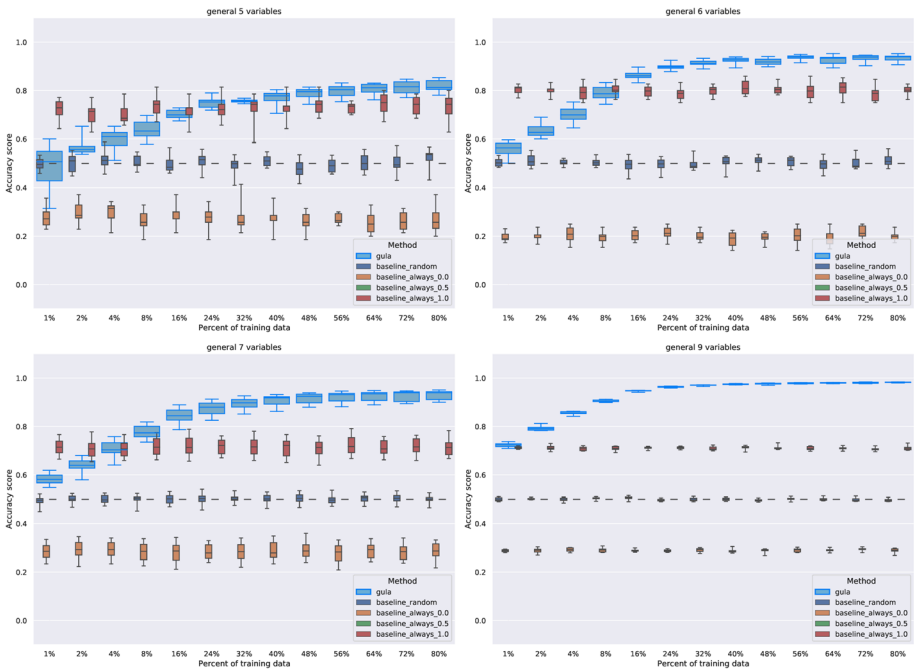 general 5 variables
1.0
0.8
0.6
0.4
0.2
0.0
Accuracy score
1% 2% 4% 8% 16% 24% 32% 40% 48% 56% 64% 72% 80%
Percent of training data
Method
gula
baseline_random
baseline_always_0.0
baseline_always_0.5
baseline_always_1.0
general 6 variables
1.0
0.8
0.6
0.4
0.2
0.0
Accuracy score
1% 2% 4% 8% 16% 24% 32% 40% 48% 56% 64% 72% 80%
Percent of training data
Method
gula
baseline_random
baseline_always_0.0
baseline_always_0.5
baseline_always_1.0
general 7 variables
1.0
0.8
0.6
0.4
0.2
0.0
Accuracy score
1% 2% 4% 8% 16% 24% 32% 40% 48% 56% 64% 72% 80%
Percent of training data
Method
gula
baseline_random
baseline_always_0.0
baseline_always_0.5
baseline_always_1.0
general 9 variables
1.0
0.8
0.6
0.4
0.2
0.0
Accuracy score
1% 2% 4% 8% 16% 24% 32% 40% 48% 56% 64% 72% 80%
Percent of training data
Method
gula
baseline_random
baseline_always_0.0
baseline_always_0.5
baseline_always_1.0